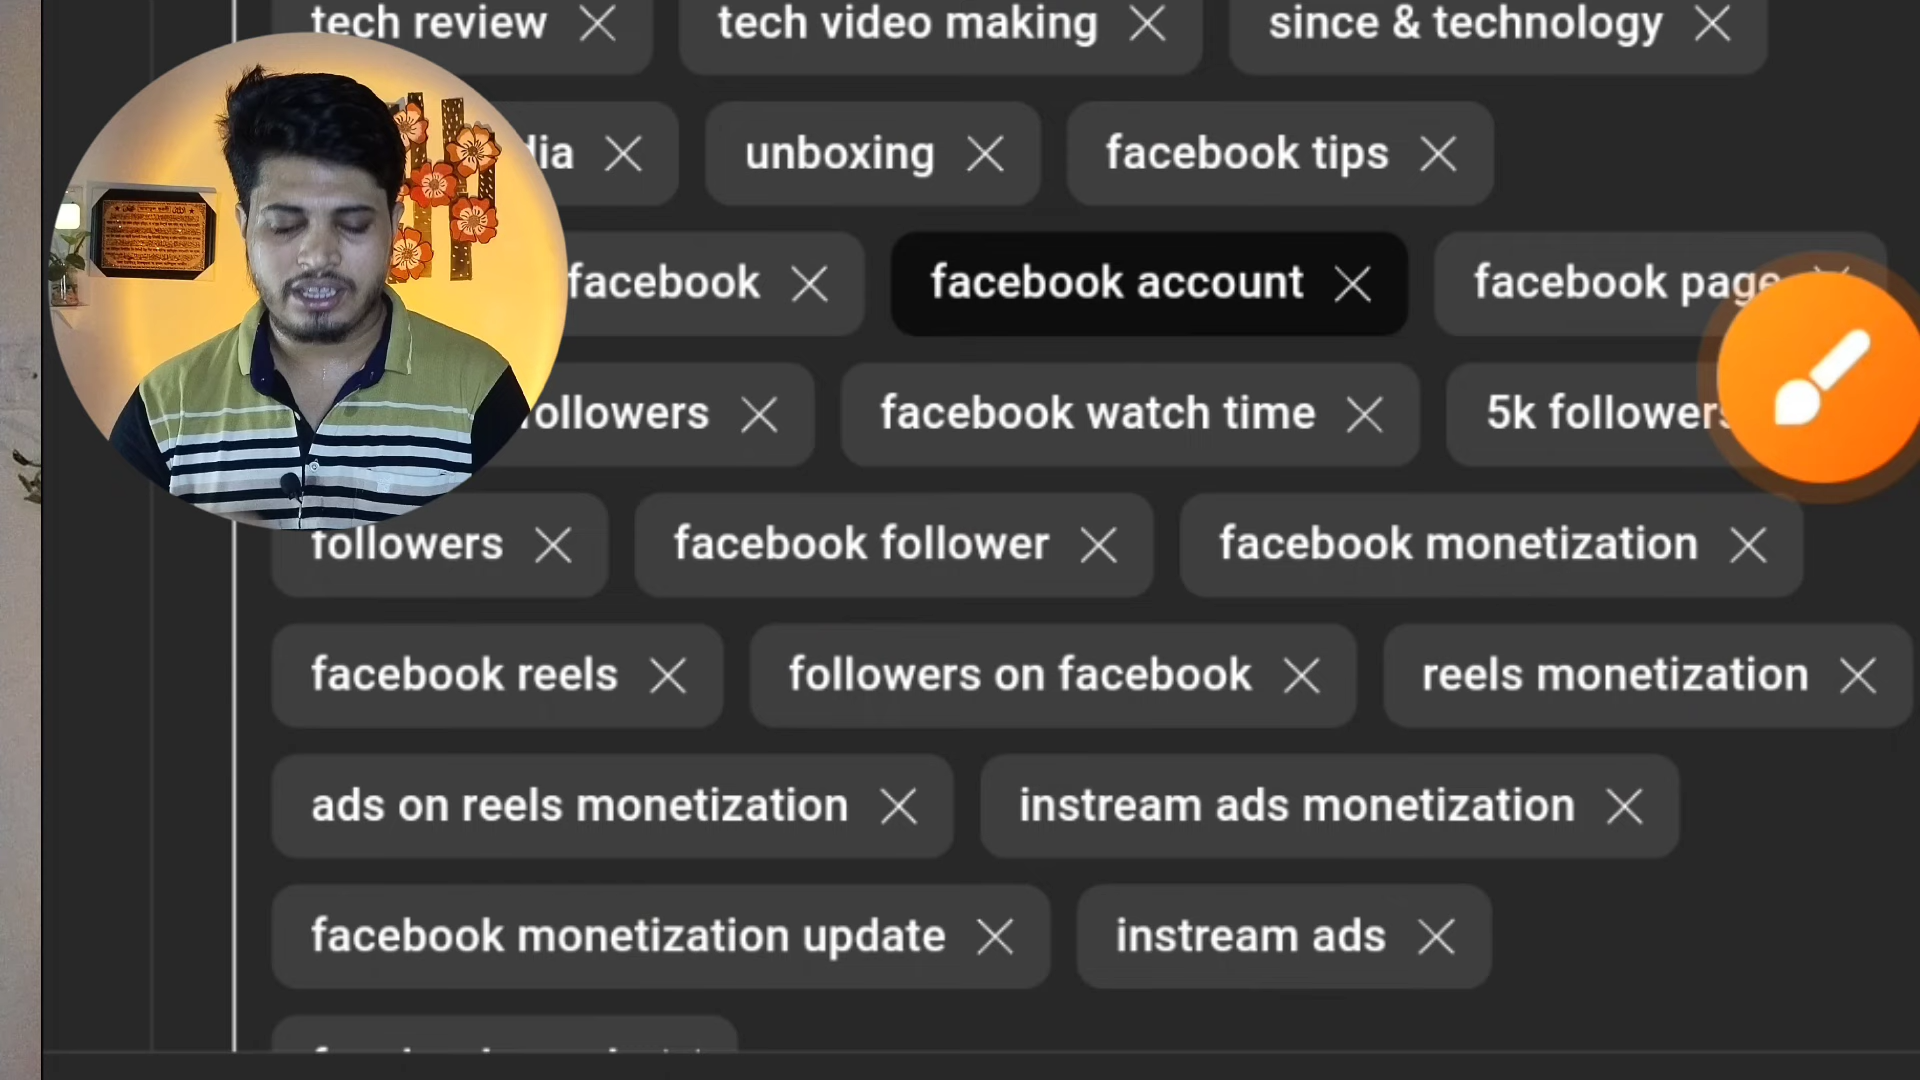 tech review tech video making since & technology
unboxing facebook tips
facebook facebook account facebook page
followers facebook watch time 5k followers
followers facebook follower facebook monetization
facebook reels followers on facebook reels monetization
ads on reels monetization instream ads monetization
facebook monetization update instream ads